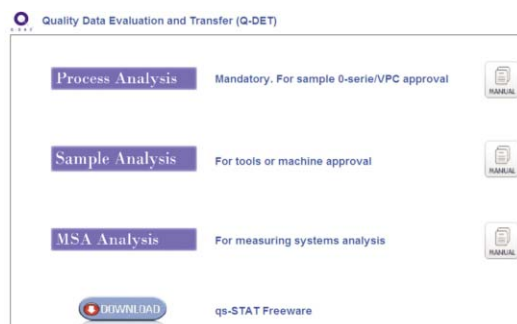 Quality Data Evaluation and Transfer (Q-DET)
Process Analysis Mandatory. For sample 0-serie/VPC approval MANUAL
Sample Analysis For tools or machine approval MANUAL
MSA Analysis For measuring systems analysis MANUAL
DOWNLOAD qs-STAT Freeware